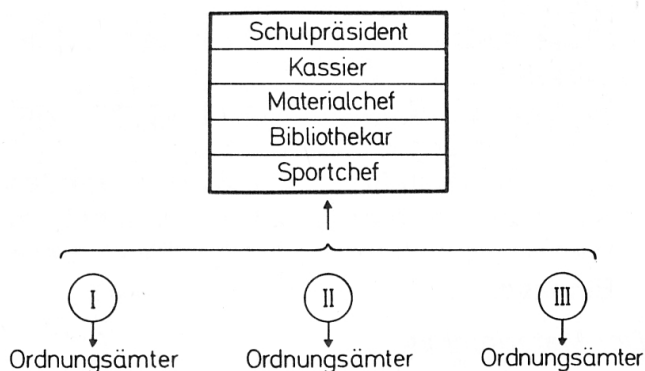 Schulpräsident
Kassier
Materialchef
Bibliothekar
Sportchef
I II III
Ordnungsämter Ordnungsämter Ordnungsämter